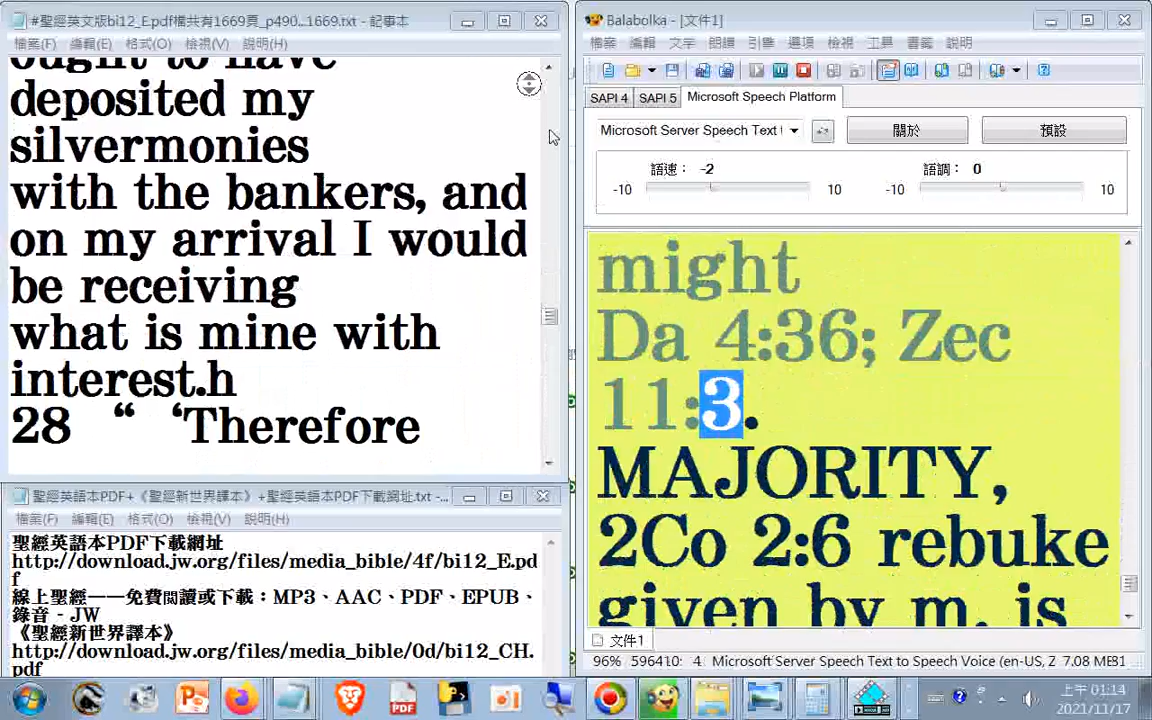 #聖經英文版bi12_E.pdf檔共有1669頁_p490...1669.txt - 記事本
檔案(F) 編輯(E) 格式(O) 檢視(V) 說明(H)
ought to have
deposited my
silvermonies
with the bankers, and
on my arrival I would
be receiving
what is mine with
interest.h
28 “ ‘Therefore
聖經英語本PDF+《聖經新世界譯本》+聖經英語本PDF下載網址.txt -...
檔案(F) 編輯(E) 格式(O) 檢視(V) 說明(H)
聖經英語本PDF下載網址
http://download.jw.org/files/media_bible/4f/bi12_E.pd
f
線上聖經——免費閱讀或下載：MP3、AAC、PDF、EPUB、
錄音 - JW
《聖經新世界譯本》
http://download.jw.org/files/media_bible/0d/bi12_CH.
pdf
Balabolka - [文件1]
檔案 編輯 文字 朗讀 引擎 選項 檢視 工具 書籤 說明
SAPI 4 SAPI 5 Microsoft Speech Platform
Microsoft Server Speech Text 關於 預設
語速： -2 語調： 0
-10 10 -10 10
might
Da 4:36; Zec
11:3.
MAJORITY,
2Co 2:6 rebuke
given by m. is
文件1
96% 596410: 4 Microsoft Server Speech Text to Speech Voice (en-US, Z 7.08 MB
上午 01:14
2021/11/17